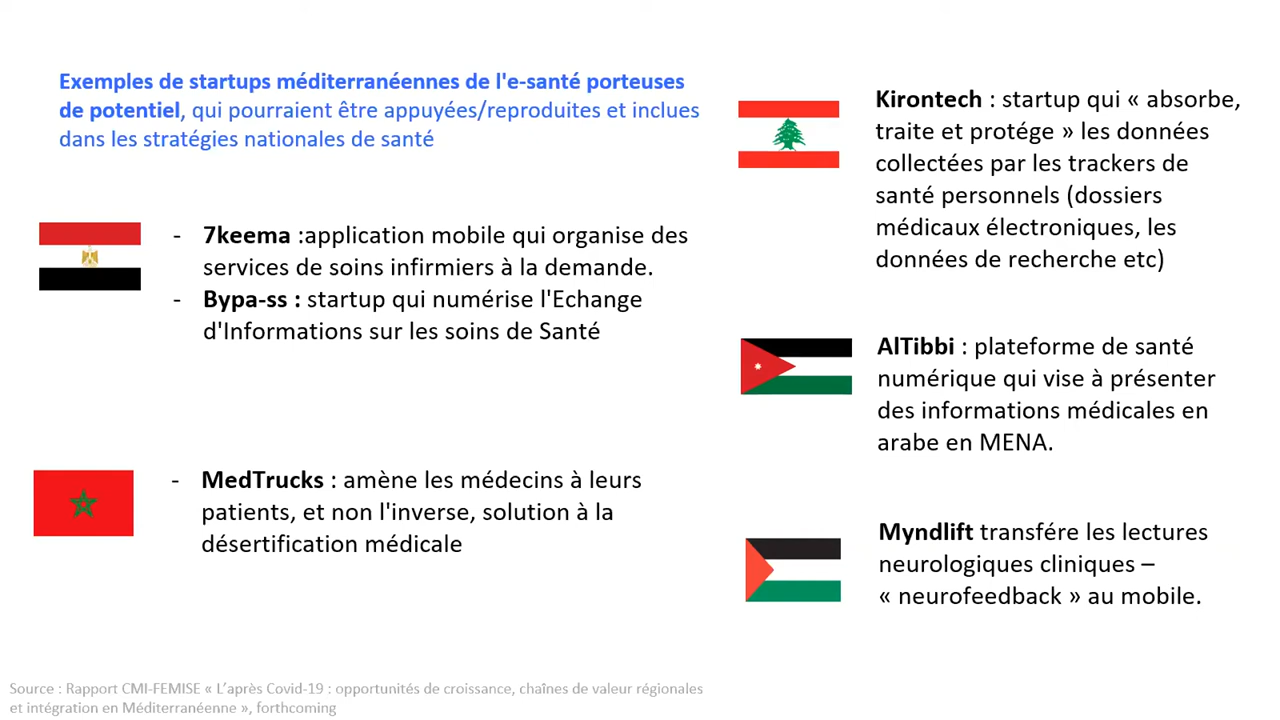 Exemples de startups méditerranéennes de l'e-santé porteuses
de potentiel, qui pourraient être appuyées/reproduites et inclues
dans les stratégies nationales de santé
- 7keema :application mobile qui organise des
services de soins infirmiers à la demande.
- Bypa-ss : startup qui numérise l'Echange
d'Informations sur les soins de Santé
- MedTrucks : amène les médecins à leurs
patients, et non l'inverse, solution à la
désertification médicale
Kirontech : startup qui « absorbe,
traite et protége » les données
collectées par les trackers de
santé personnels (dossiers
médicaux électroniques, les
données de recherche etc)
AlTibbi : plateforme de santé
numérique qui vise à présenter
des informations médicales en
arabe en MENA.
Myndlift transfére les lectures
neurologiques cliniques –
« neurofeedback » au mobile.
Source : Rapport CMI-FEMISE « L'après Covid-19 : opportunités de croissance, chaînes de valeur régionales
et intégration en Méditerranénne », forthcoming